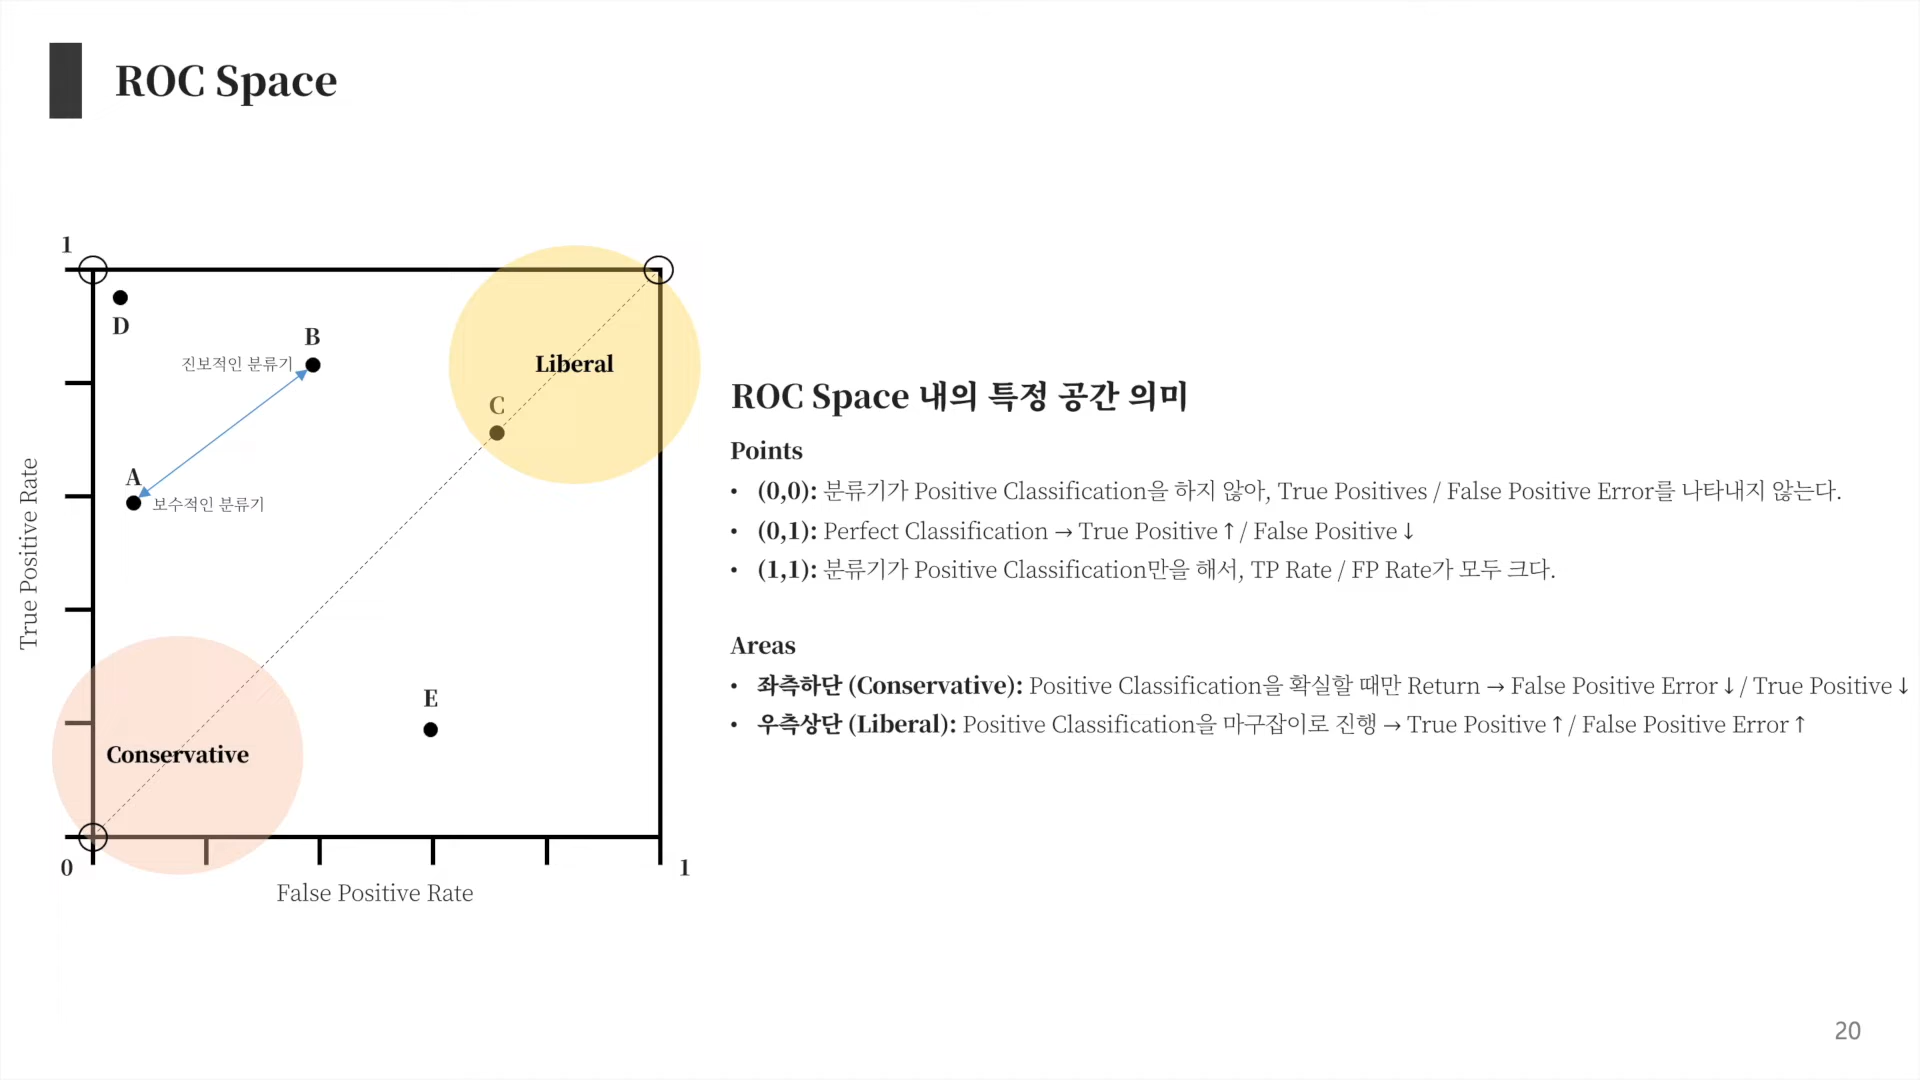 ROC Space
1
D
B
진보적인 분류기
Liberal
C
A
보수적인 분류기
True Positive Rate
E
Conservative
0
1
False Positive Rate
ROC Space 내의 특정 공간 의미
Points
• (0,0): 분류기가 Positive Classification을 하지 않아, True Positives / False Positive Error를 나타내지 않는다.
• (0,1): Perfect Classification → True Positive↑/ False Positive↓
• (1,1): 분류기가 Positive Classification만을 해서, TP Rate / FP Rate가 모두 크다.
Areas
• 좌측하단 (Conservative): Positive Classification을 확실할 때만 Return → False Positive Error↓/ True Positive↓
• 우측상단 (Liberal): Positive Classification을 마구잡이로 진행 → True Positive↑/ False Positive Error↑
20